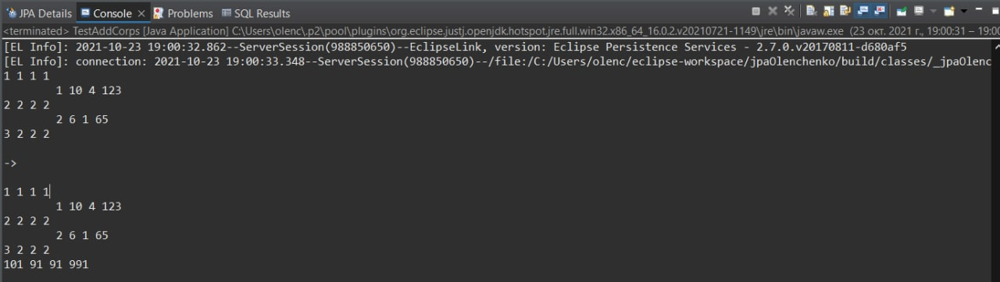 JPA Details Console Problems SQL Results
<terminated> TestAddCorps [Java Application] C:\Users\olenc\.p2\pool\plugins\org.eclipse.justj.openjdk.hotspot.jre.full.win32.x86_64_16.0.2.v20210721-1149\jre\bin\javaw.exe (23 окт. 2021 г., 19:00:31 – 19:00
[EL Info]: 2021-10-23 19:00:32.862--ServerSession(988850650)--EclipseLink, version: Eclipse Persistence Services - 2.7.0.v20170811-d680af5
[EL Info]: connection: 2021-10-23 19:00:33.348--ServerSession(988850650)--/file:/C:/Users/olenc/eclipse-workspace/jpaOlenchenko/build/classes/_jpaOlenc
1 1 1 1
1 10 4 123
2 2 2 2
2 6 1 65
3 2 2 2
->
1 1 1 1
1 10 4 123
2 2 2 2
2 6 1 65
3 2 2 2
101 91 91 991